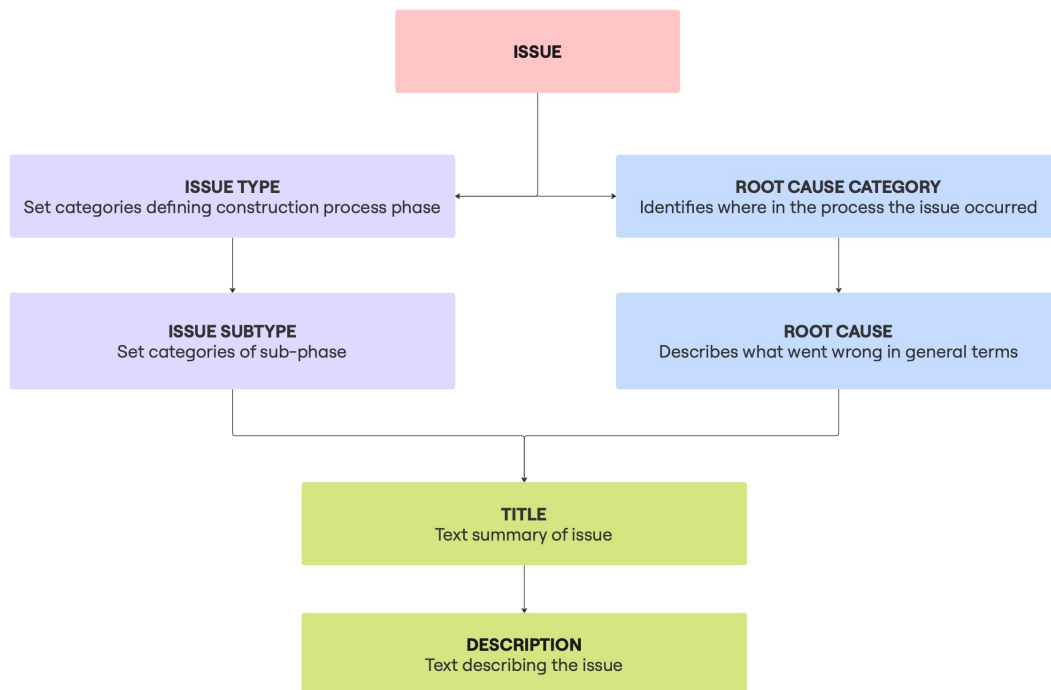 ISSUE
ISSUE TYPE
Set categories defining construction process phase
ROOT CAUSE CATEGORY
Identifies where in the process the issue occurred
ISSUE SUBTYPE
Set categories of sub-phase
ROOT CAUSE
Describes what went wrong in general terms
TITLE
Text summary of issue
DESCRIPTION
Text describing the issue